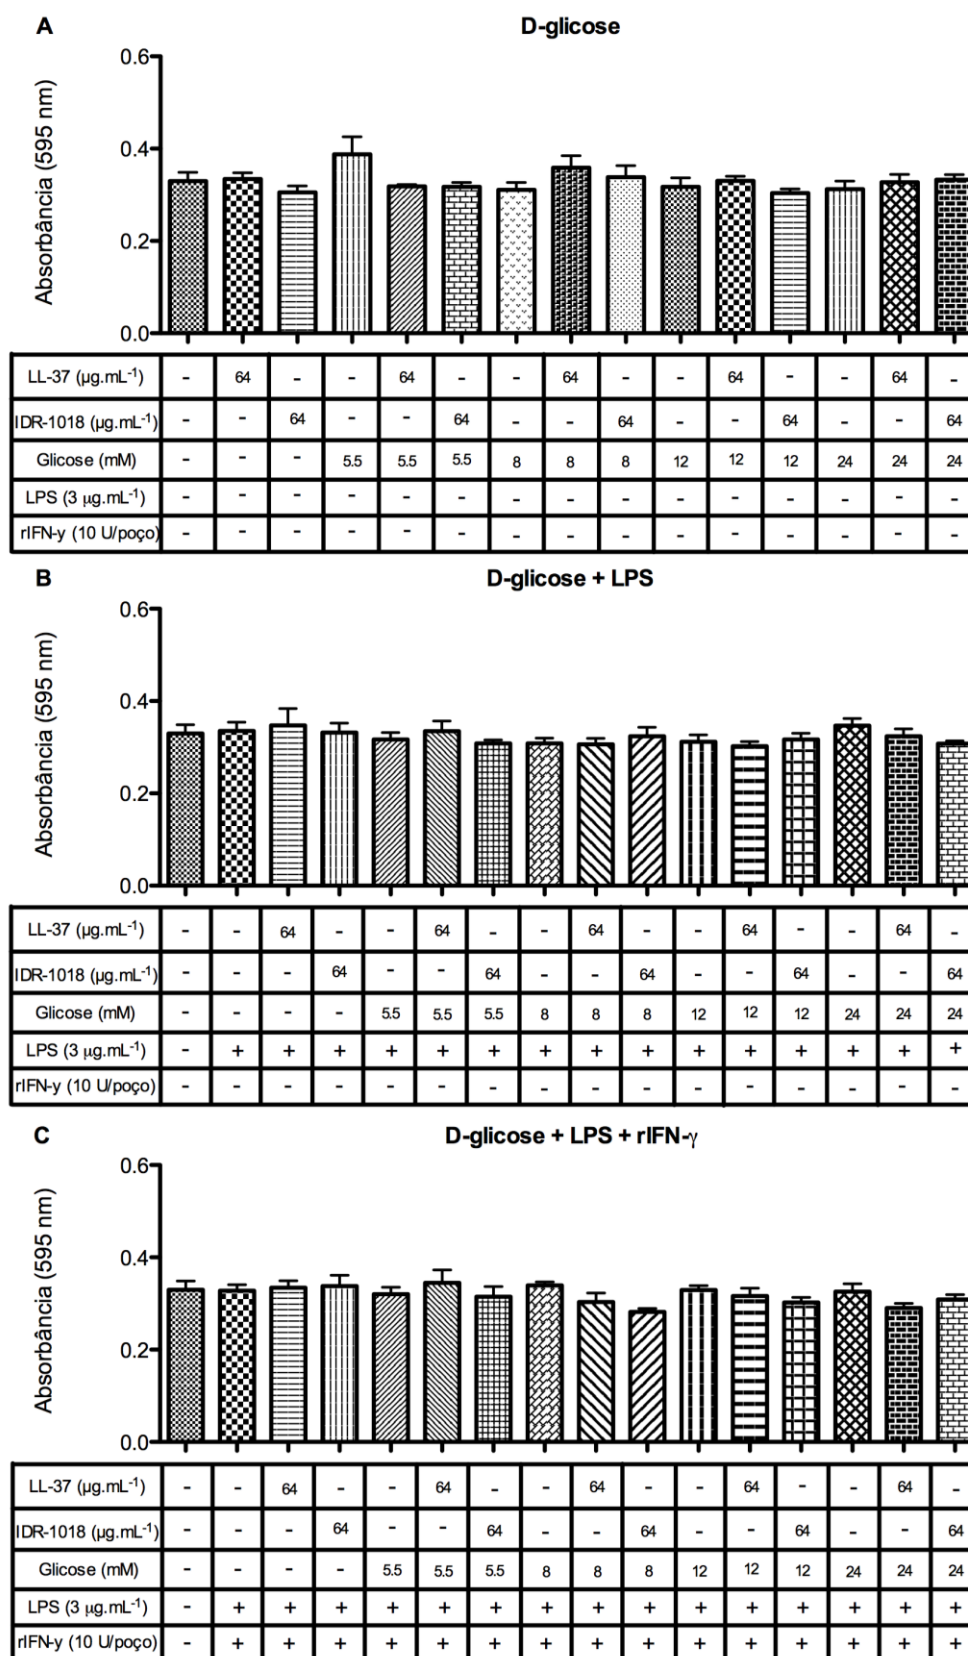 A
D-glicose
Absorbância (595 nm)
0.6
0.4
0.2
0.0
LL-37 (µg.mL-1) - 64 - - 64 - - 64 - - 64 - - 64 -
IDR-1018 (µg.mL-1) - - 64 - - 64 - - 64 - - 64 - - 64
Glicose (mM) - - - 5.5 5.5 5.5 8 8 8 12 12 12 24 24 24
LPS (3 µg.mL-1) - - - - - - - - - - - - - - -
rIFN-y (10 U/poço) - - - - - - - - - - - - - - -
B
D-glicose + LPS
Absorbância (595 nm)
0.6
0.4
0.2
0.0
LL-37 (µg.mL-1) - - 64 - - 64 - - 64 - - 64 - - 64 -
IDR-1018 (µg.mL-1) - - - 64 - - 64 - - 64 - - 64 - - 64
Glicose (mM) - - - - 5.5 5.5 5.5 8 8 8 12 12 12 24 24 24
LPS (3 µg.mL-1) - + + + + + + + + + + + + + + +
rIFN-y (10 U/poço) - - - - - - - - - - - - - - - -
C
D-glicose + LPS + rIFN-γ
Absorbância (595 nm)
0.6
0.4
0.2
0.0
LL-37 (µg.mL-1) - - 64 - - 64 - - 64 - - 64 - - 64 -
IDR-1018 (µg.mL-1) - - - 64 - - 64 - - 64 - - 64 - - 64
Glicose (mM) - - - - 5.5 5.5 5.5 8 8 8 12 12 12 24 24 24
LPS (3 µg.mL-1) - + + + + + + + + + + + + + + +
rIFN-y (10 U/poço) - + + + + + + + + + + + + + + +